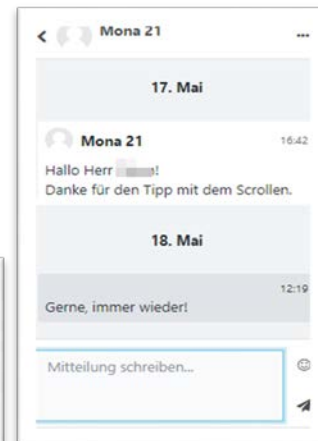 Mona 21
17. Mai
Mona 21 16:42
Hallo Herr !
Danke für den Tipp mit dem Scrollen.
18. Mai
12:19
Gerne, immer wieder!
Mitteilung schreiben...